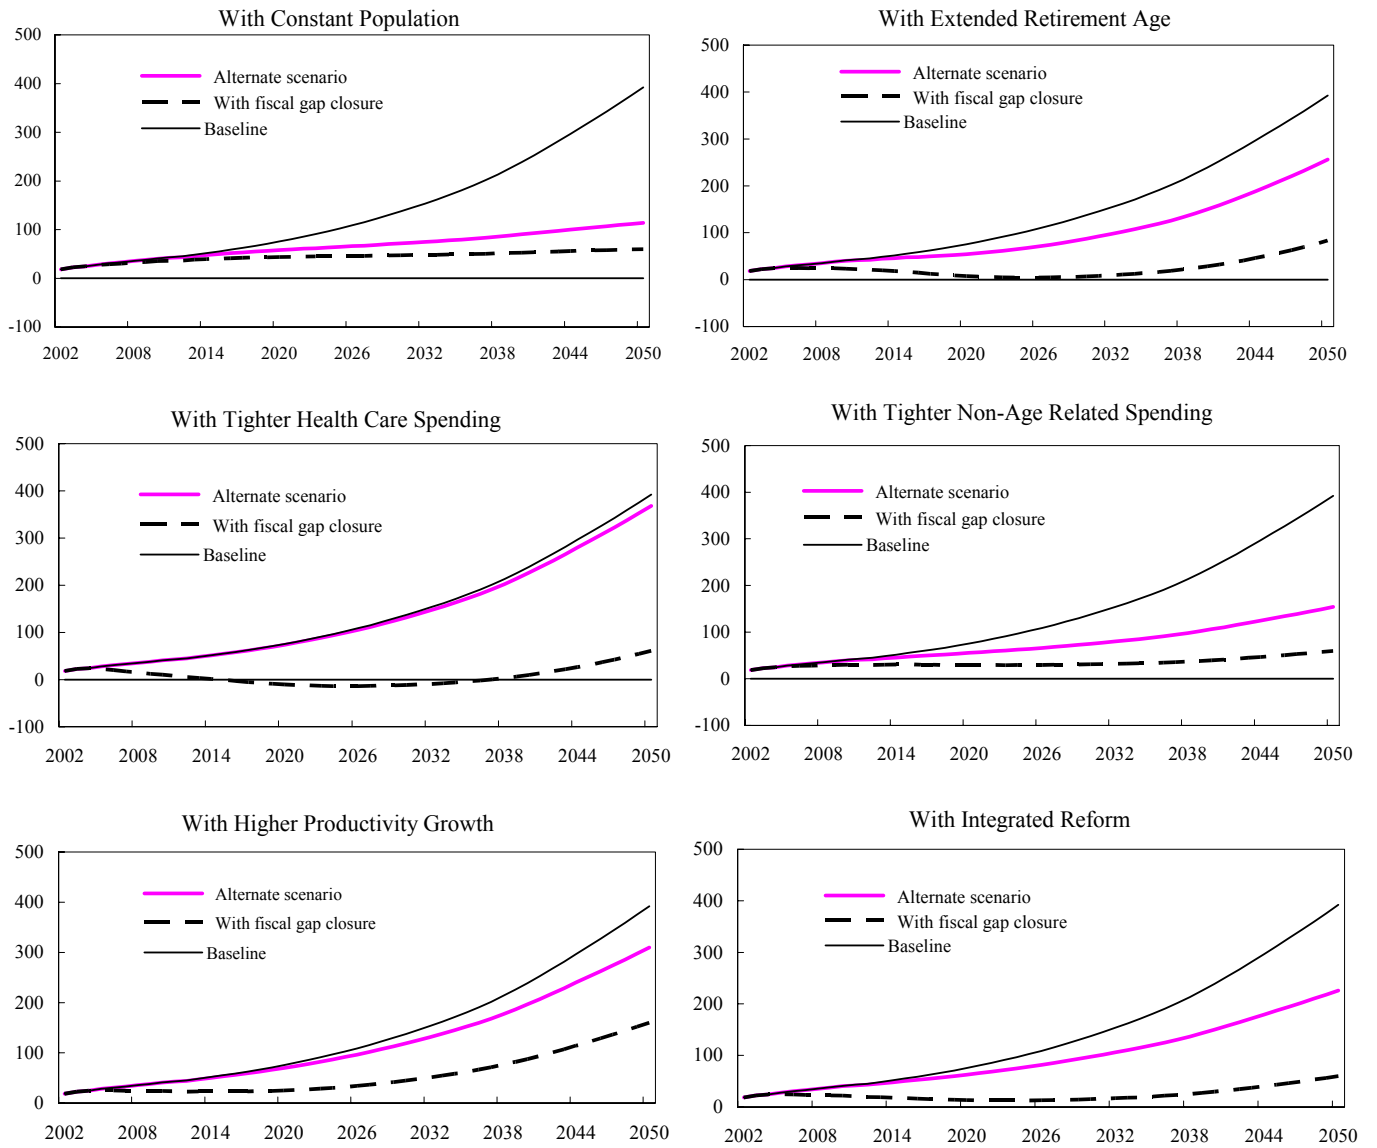 With Constant Population
500
400
300
200
100
0
-100
Alternate scenario
With fiscal gap closure
Baseline
2002 2008 2014 2020 2026 2032 2038 2044 2050
With Extended Retirement Age
500
400
300
200
100
0
-100
Alternate scenario
With fiscal gap closure
Baseline
2002 2008 2014 2020 2026 2032 2038 2044 2050
With Tighter Health Care Spending
500
400
300
200
100
0
-100
Alternate scenario
With fiscal gap closure
Baseline
2002 2008 2014 2020 2026 2032 2038 2044 2050
With Tighter Non-Age Related Spending
500
400
300
200
100
0
-100
Alternate scenario
With fiscal gap closure
Baseline
2002 2008 2014 2020 2026 2032 2038 2044 2050
With Higher Productivity Growth
500
400
300
200
100
0
Alternate scenario
With fiscal gap closure
Baseline
2002 2008 2014 2020 2026 2032 2038 2044 2050
With Integrated Reform
500
400
300
200
100
0
Alternate scenario
With fiscal gap closure
Baseline
2002 2008 2014 2020 2026 2032 2038 2044 2050